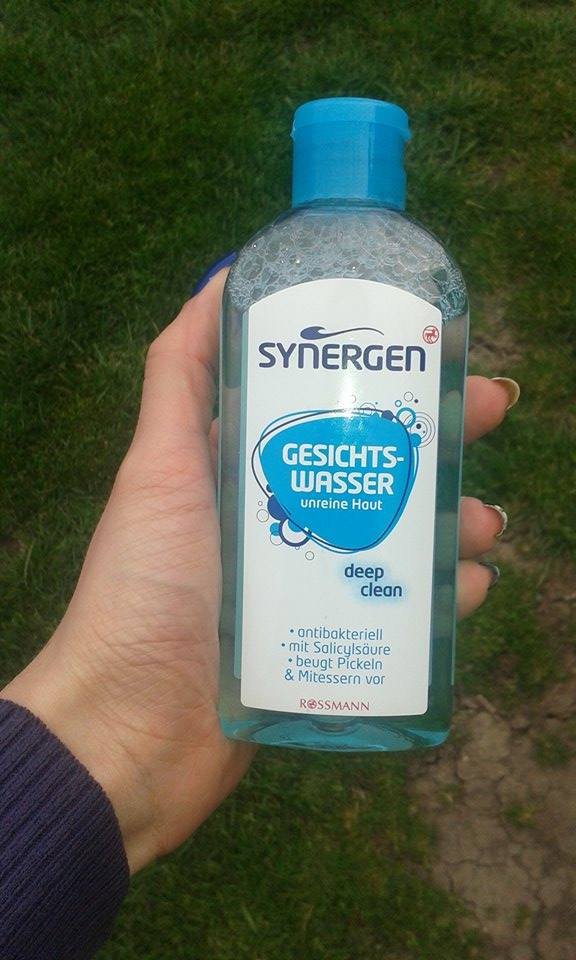 SYNERGEN
GESICHTS-
WASSER
unreine Haut
deep
clean
• antibakteriell
• mit Salicylsäure
• beugt Pickeln
& Mitessern vor
ROSSMANN